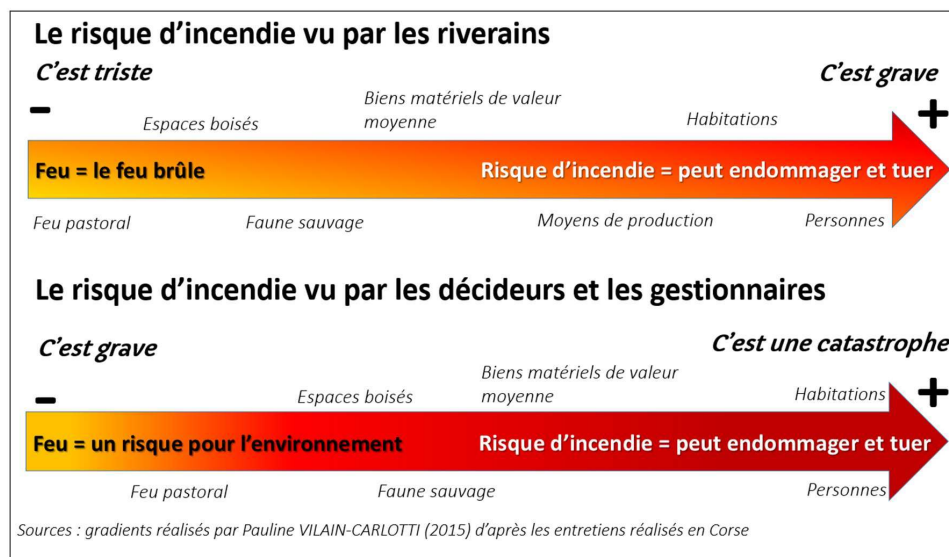 Le risque d'incendie vu par les riverains
C'est triste
C'est grave
-
+
Espaces boisés
Biens matériels de valeur
moyenne
Habitations
Feu = le feu brûle
Risque d'incendie = peut endommager et tuer
Feu pastoral
Faune sauvage
Moyens de production
Personnes
Le risque d'incendie vu par les décideurs et les gestionnaires
C'est grave
C'est une catastrophe
-
+
Espaces boisés
Biens matériels de valeur
moyenne
Habitations
Feu = un risque pour l'environnement
Risque d'incendie = peut endommager et tuer
Feu pastoral
Faune sauvage
Personnes
Sources : gradients réalisés par Pauline VILAIN-CARLOTTI (2015) d'après les entretiens réalisés en Corse